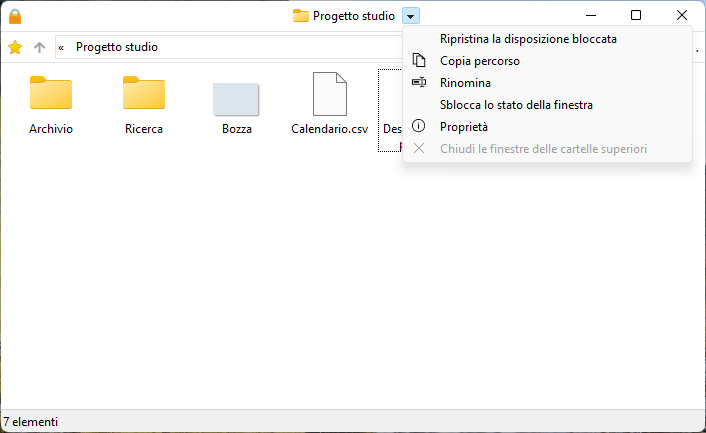 Progetto studio
Ripristina la disposizione bloccata
Copia percorso
Rinomina
Sblocca lo stato della finestra
Proprietà
Chiudi le finestre delle cartelle superiori
« Progetto studio
Archivio
Ricerca
Bozza
Calendario.csv
7 elementi